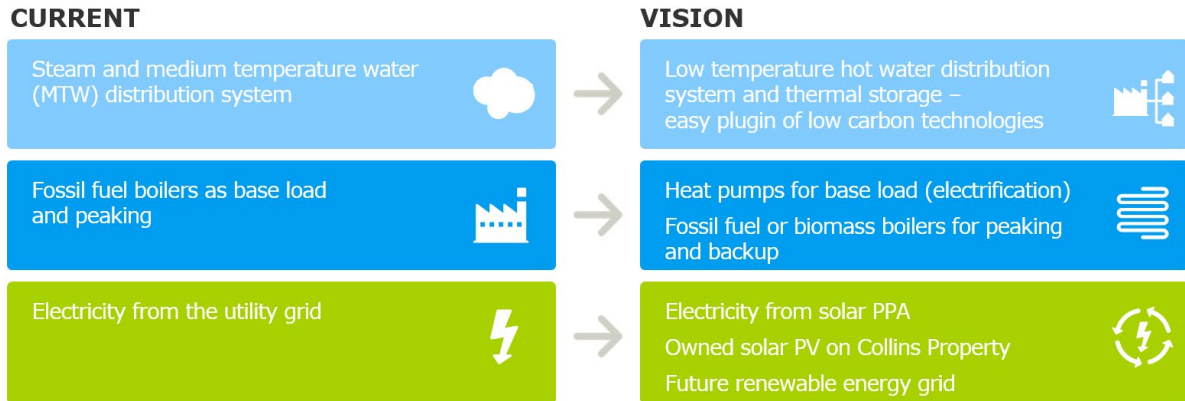 CURRENT
VISION
Steam and medium temperature water
(MTW) distribution system
Low temperature hot water distribution
system and thermal storage –
easy plugin of low carbon technologies
Fossil fuel boilers as base load
and peaking
Heat pumps for base load (electrification)
Fossil fuel or biomass boilers for peaking
and backup
Electricity from the utility grid
Electricity from solar PPA
Owned solar PV on Collins Property
Future renewable energy grid